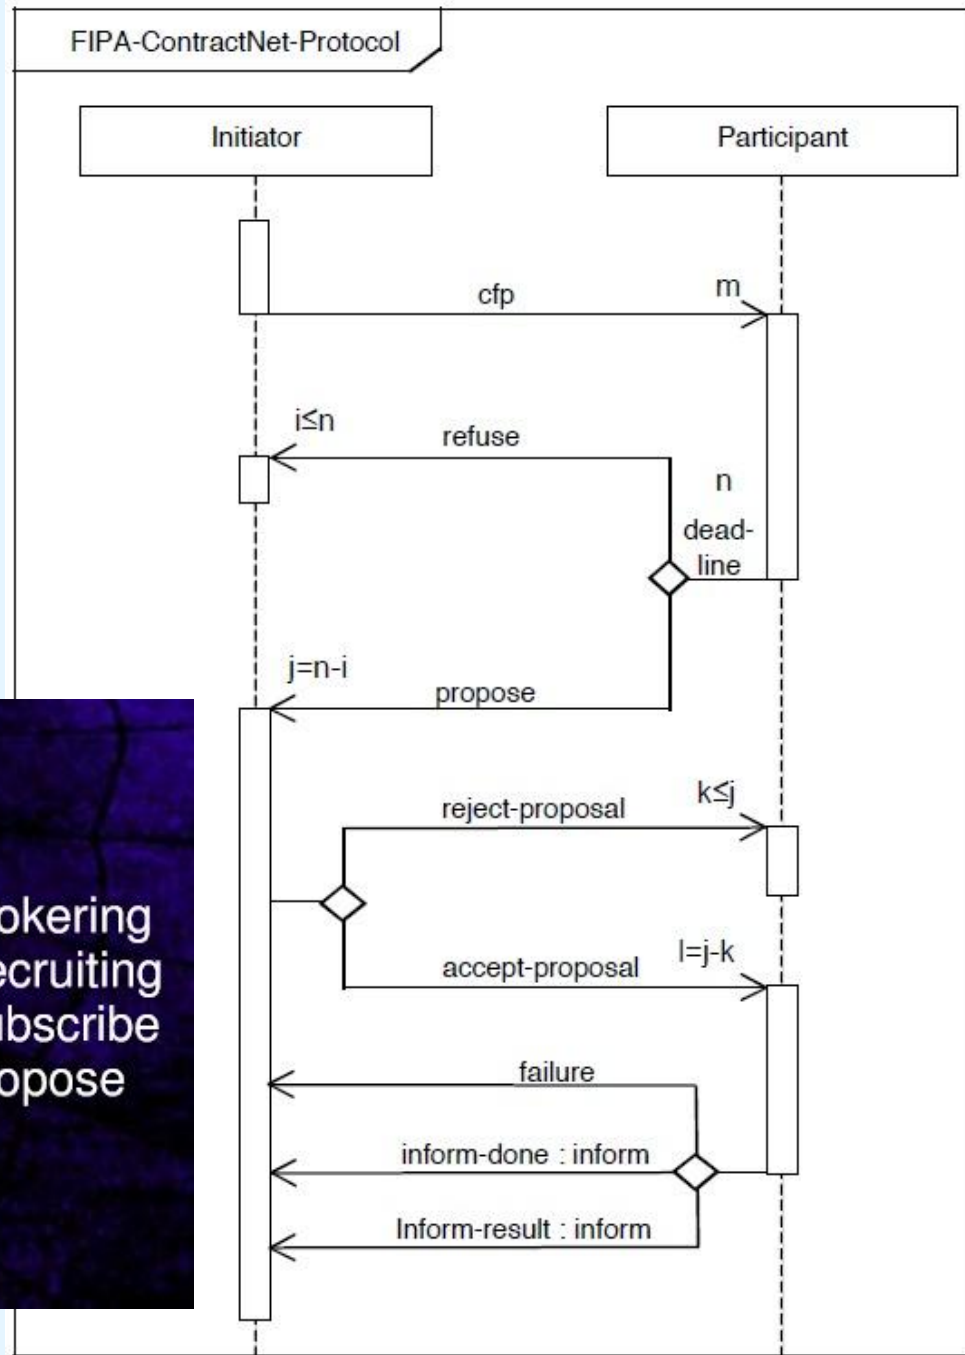 FIPA-ContractNet-Protocol
Initiator
Participant
cfp
m
i≤n
refuse
n
dead-
line
j=n-i
propose
reject-proposal
k≤j
accept-proposal
l=j-k
failure
inform-done : inform
Inform-result : inform
okering
ecruiting
ubscribe
opose